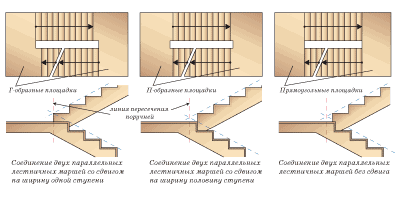 Г-образные площадки
П-образные площадки
Прямоугольные площадки
линия пересечения
поручней
Соединение двух параллельных
лестничных маршей со сдвигом
на ширину одной ступени
Соединение двух параллельных
лестничных маршей со сдвигом
на ширину половину ступени
Соединение двух параллельных
лестничных маршей без сдвига